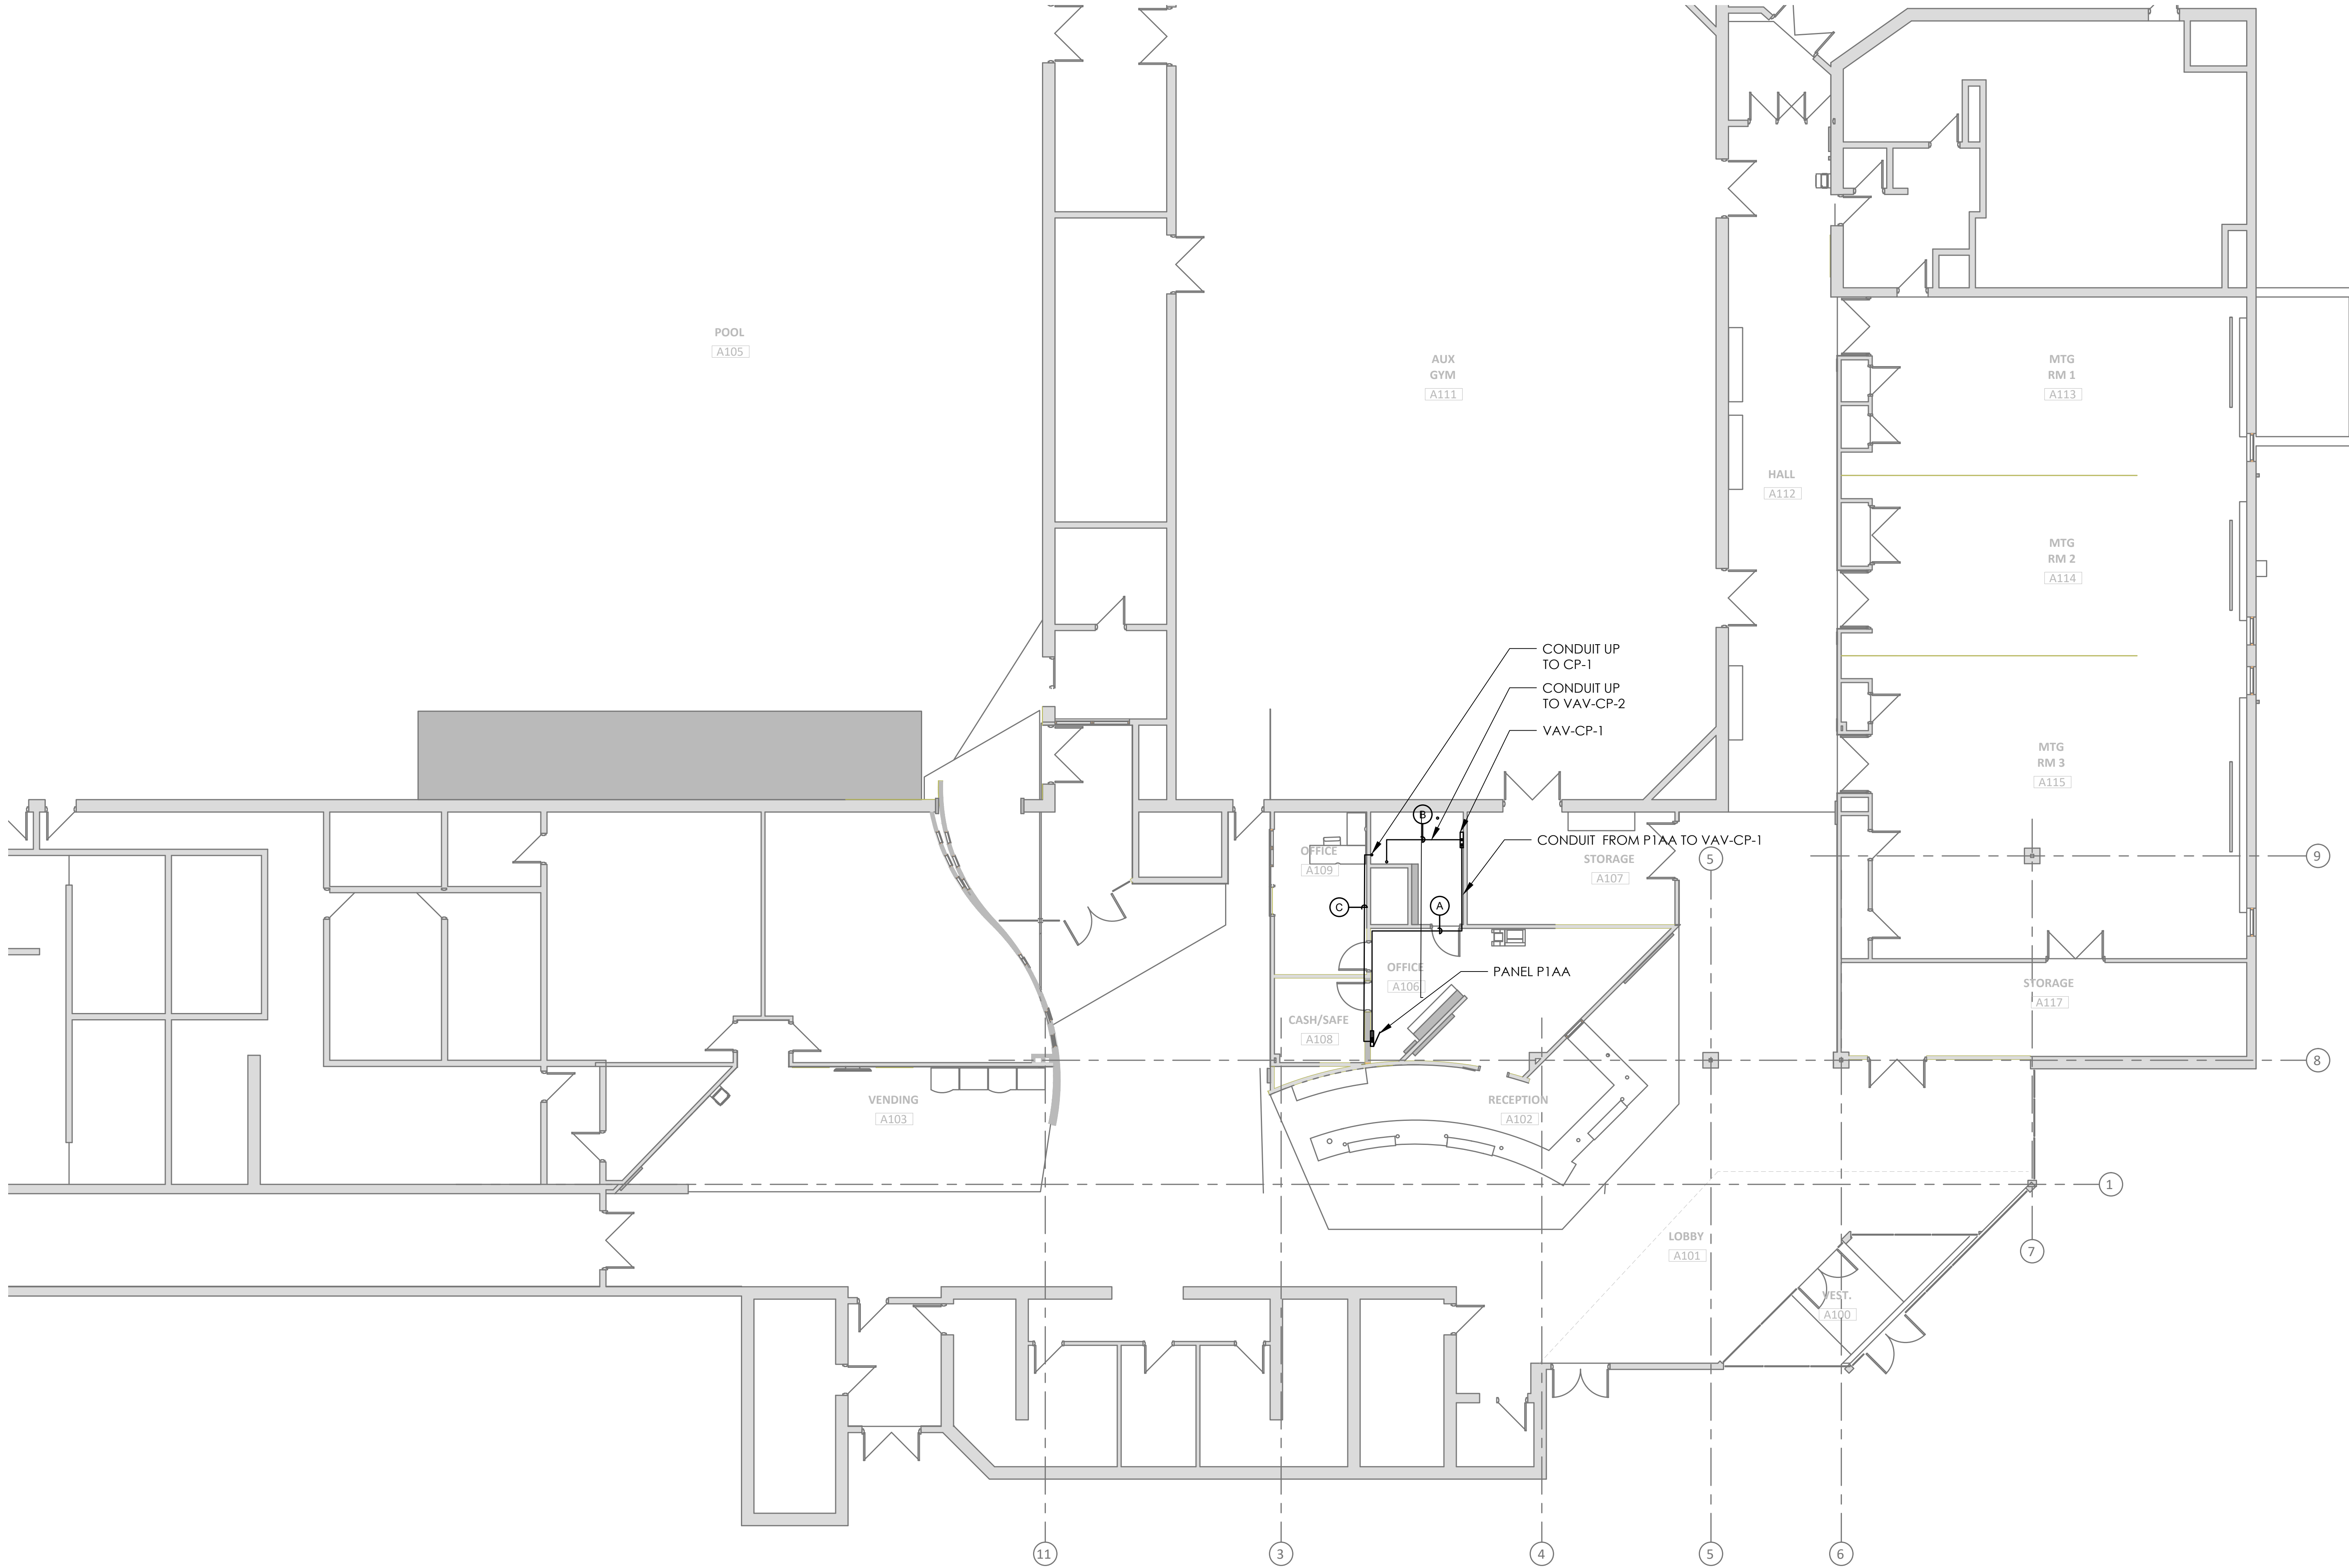 POOL
A105
AUX
GYM
A111
MTG
RM 1
A113
HALL
A112
MTG
RM 2
A114
CONDUIT UP
TO CP-1
CONDUIT UP
TO VAV-CP-2
VAV-CP-1
MTG
RM 3
A115
B
CONDUIT  FROM P1AA TO VAV-CP-1
OFFICE
A109
STORAGE
A107
5
9
C
A
OFFICE
A106
PANEL P1AA
STORAGE
A117
CASH/SAFE
A108
8
VENDING
A103
RECEPTION
A102
1
LOBBY
A101
7
VEST.
A100
11
3
4
5
6